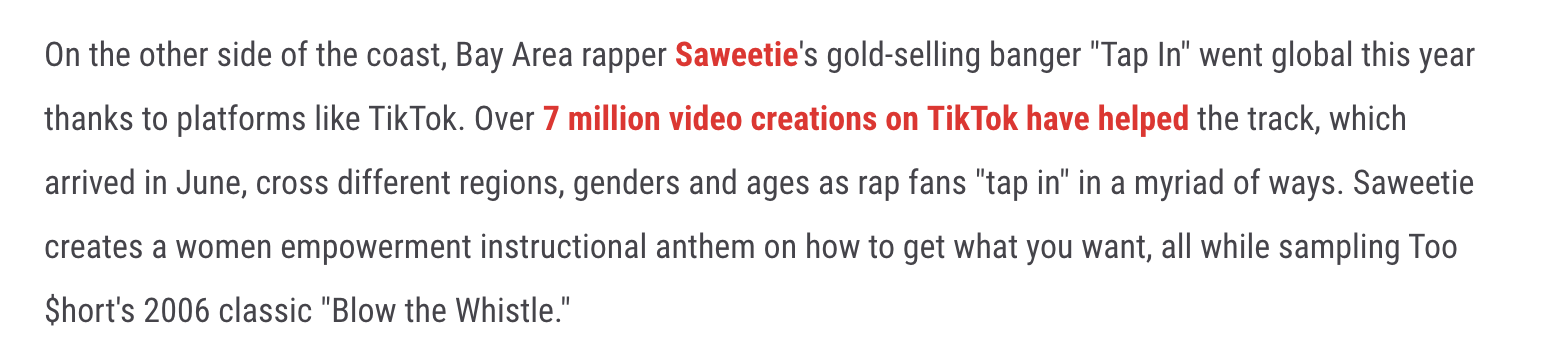 On the other side of the coast, Bay Area rapper Saweetie's gold-selling banger "Tap In" went global this year
thanks to platforms like TikTok. Over 7 million video creations on TikTok have helped the track, which
arrived in June, cross different regions, genders and ages as rap fans "tap in" in a myriad of ways. Saweetie
creates a women empowerment instructional anthem on how to get what you want, all while sampling Too
$hort's 2006 classic "Blow the Whistle."